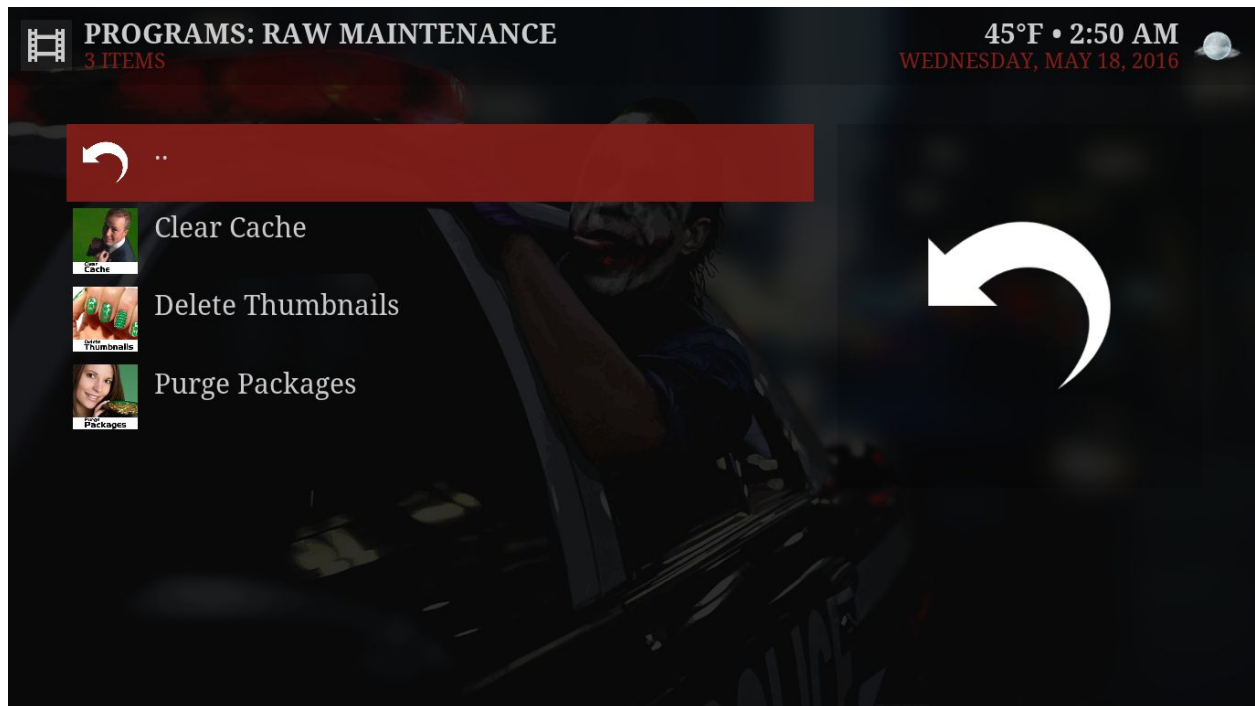 PROGRAMS: RAW MAINTENANCE
3 ITEMS
45°F • 2:50 AM
WEDNESDAY, MAY 18, 2016
..
Clear Cache
Clear
Cache
Delete Thumbnails
Delete
Thumbnails
Purge Packages
Purge
Packages
POLICE